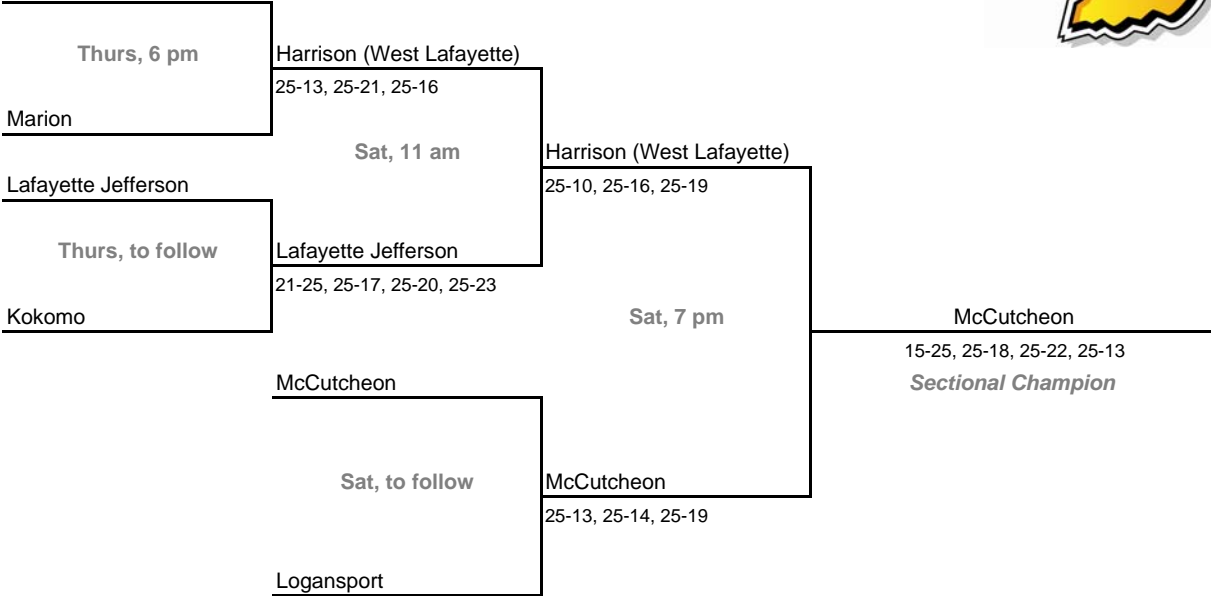 Thurs, 6 pm
Harrison (West Lafayette)
25-13, 25-21, 25-16
Marion
Sat, 11 am
Harrison (West Lafayette)
Lafayette Jefferson
25-10, 25-16, 25-19
Thurs, to follow
Lafayette Jefferson
21-25, 25-17, 25-20, 25-23
Kokomo
Sat, 7 pm
McCutcheon
15-25, 25-18, 25-22, 25-13
McCutcheon
Sectional Champion
Sat, to follow
McCutcheon
25-13, 25-14, 25-19
Logansport